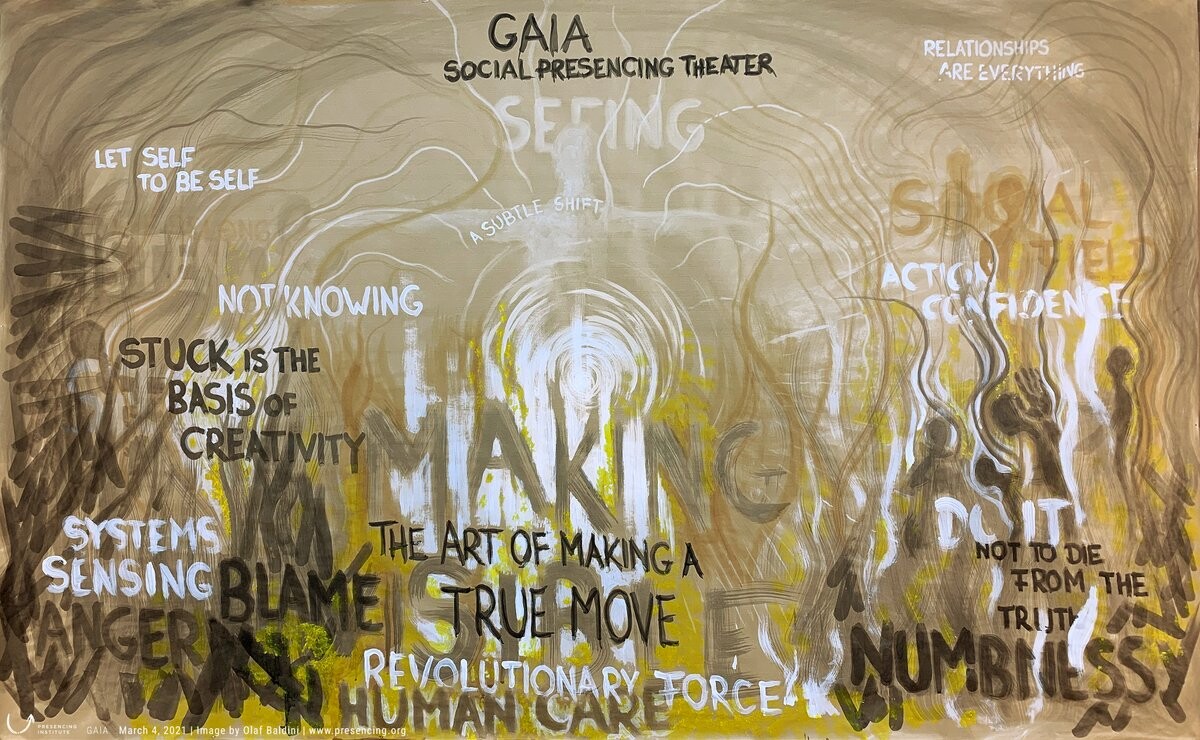 GAIA
SOCIAL PRESENCING THEATER
RELATIONSHIPS
ARE EVERYTHING
SEEING
LET SELF
TO BE SELF
A SUBTLE SHIFT
SOCIAL
FIELD
ACTION
CONFIDENCE
NOT KNOWING
STUCK IS THE
BASIS OF
CREATIVITY
MAKING
DO IT
SYSTEMS
SENSING
THE ART OF MAKING A
TRUE MOVE
NOT TO DIE
FROM THE
TRUTH
BLAME
ANGER
NUMBNESS
REVOLUTIONARY FORCE
HUMAN CARE
PRESENCING
INSTITUTE
GAIA March 4, 2021 | Image by Olaf Baldini | www.presencing.org